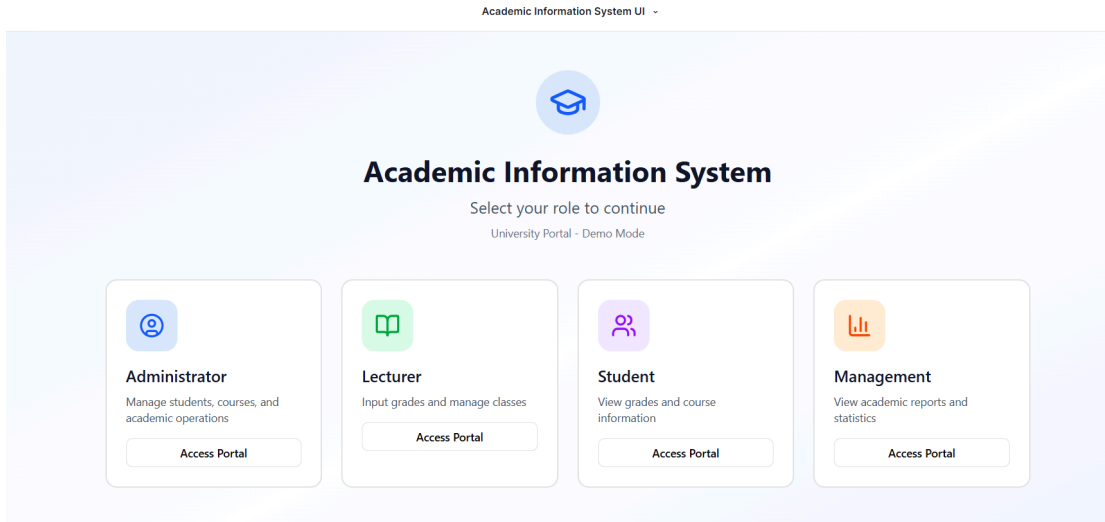 Academic Information System UI
Academic Information System
Select your role to continue
University Portal - Demo Mode
Administrator
Manage students, courses, and
academic operations
Access Portal
Lecturer
Input grades and manage classes
Access Portal
Student
View grades and course
information
Access Portal
Management
View academic reports and
statistics
Access Portal